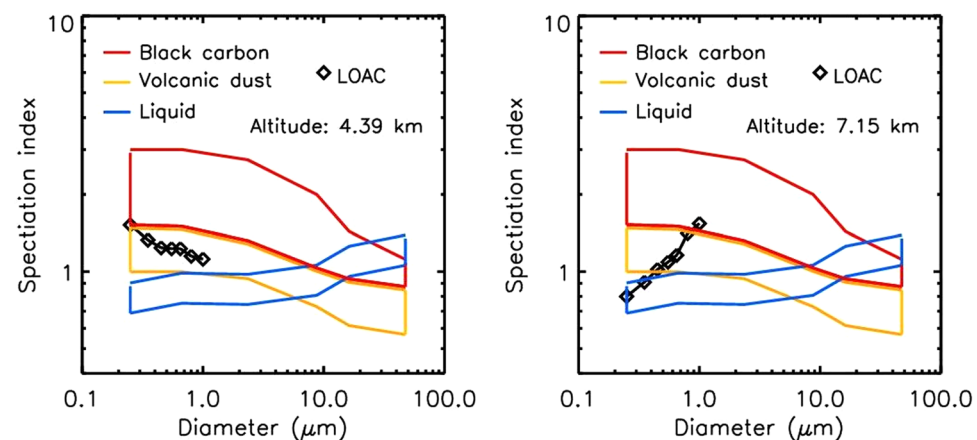 10
Black carbon
Volcanic dust
Liquid
LOAC
Altitude: 4.39 km
Spectiation index
1
0.1
1.0
10.0
100.0
Diameter (μm)
10
Black carbon
Volcanic dust
Liquid
LOAC
Altitude: 7.15 km
Spectiation index
1
0.1
1.0
10.0
100.0
Diameter (μm)